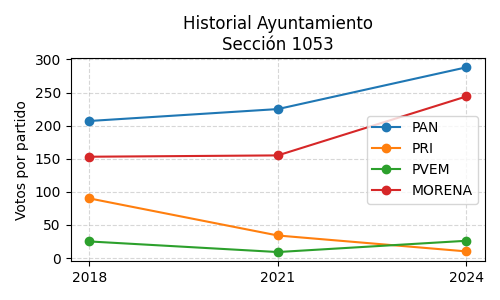 Historial Ayuntamiento
Sección 1053
Votos por partido
300
250
200
150
100
50
0
2018
2021
2024
PAN
PRI
PVEM
MORENA